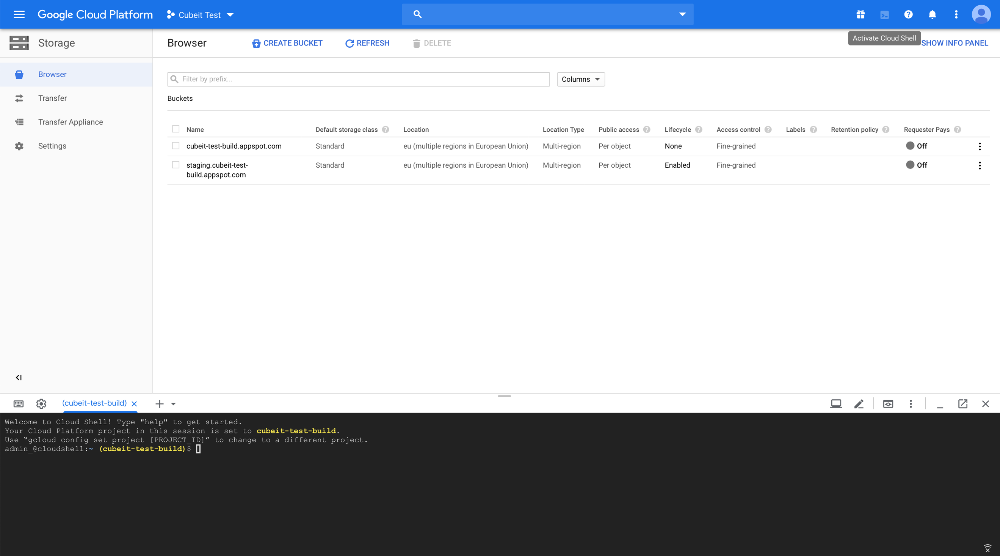 Google Cloud Platform Cubeit Test
Activate Cloud Shell
Storage
Browser CREATE BUCKET REFRESH DELETE SHOW INFO PANEL
Browser
Transfer
Transfer Appliance
Settings
Filter by prefix... Columns
Buckets
Name Default storage class Location Location Type Public access Lifecycle Access control Labels Retention policy Requester Pays
cubeit-test-build.appspot.com Standard eu (multiple regions in European Union) Multi-region Per object None Fine-grained Off
staging.cubeit-test- Standard eu (multiple regions in European Union) Multi-region Per object Enabled Fine-grained Off
build.appspot.com
(cubeit-test-build)
Welcome to Cloud Shell! Type "help" to get started.
Your Cloud Platform project in this session is set to cubeit-test-build.
Use “gcloud config set project [PROJECT_ID]” to change to a different project.
admin_@cloudshell:~ (cubeit-test-build)$